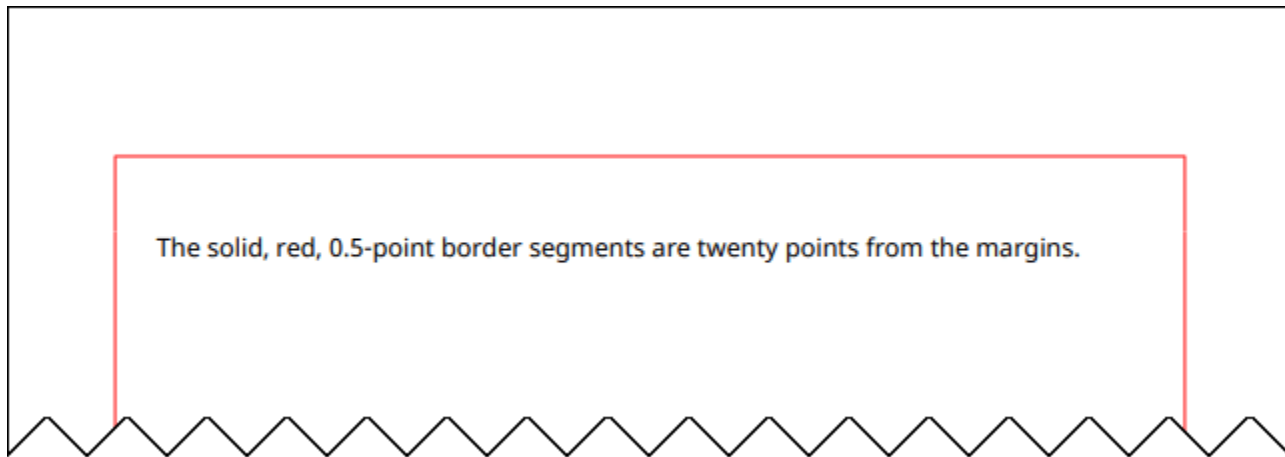 The solid, red, 0.5-point border segments are twenty points from the margins.